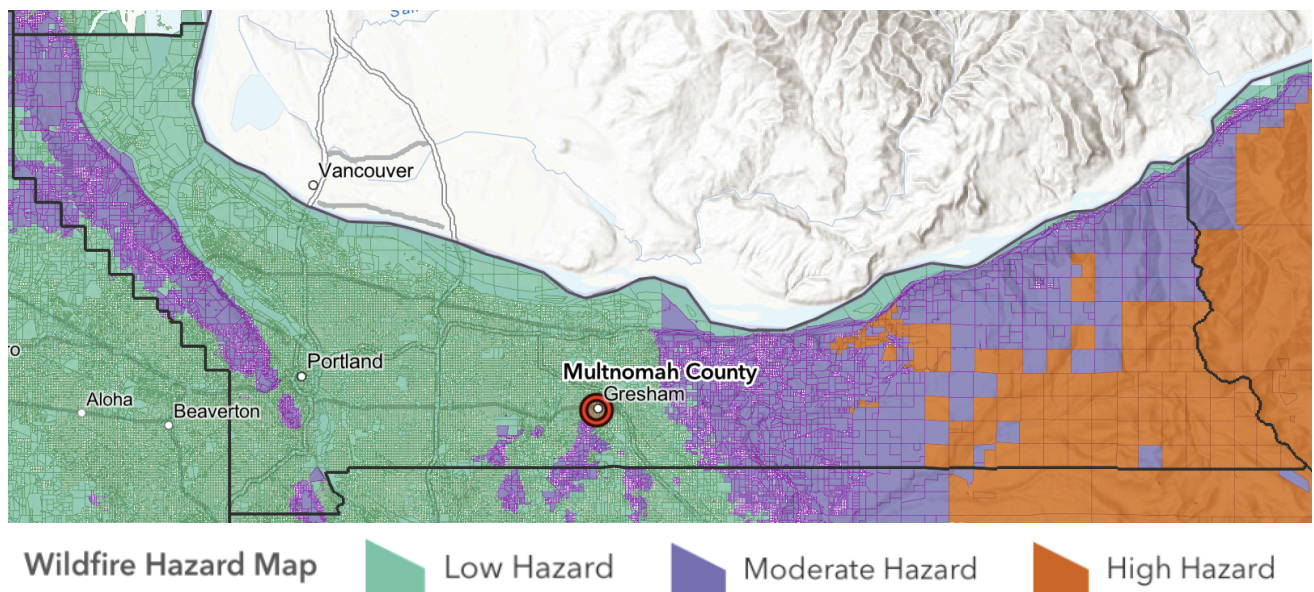 Vancouver
Portland
Multnomah County
Gresham
Aloha
Beaverton
Wildfire Hazard Map
Low Hazard
Moderate Hazard
High Hazard